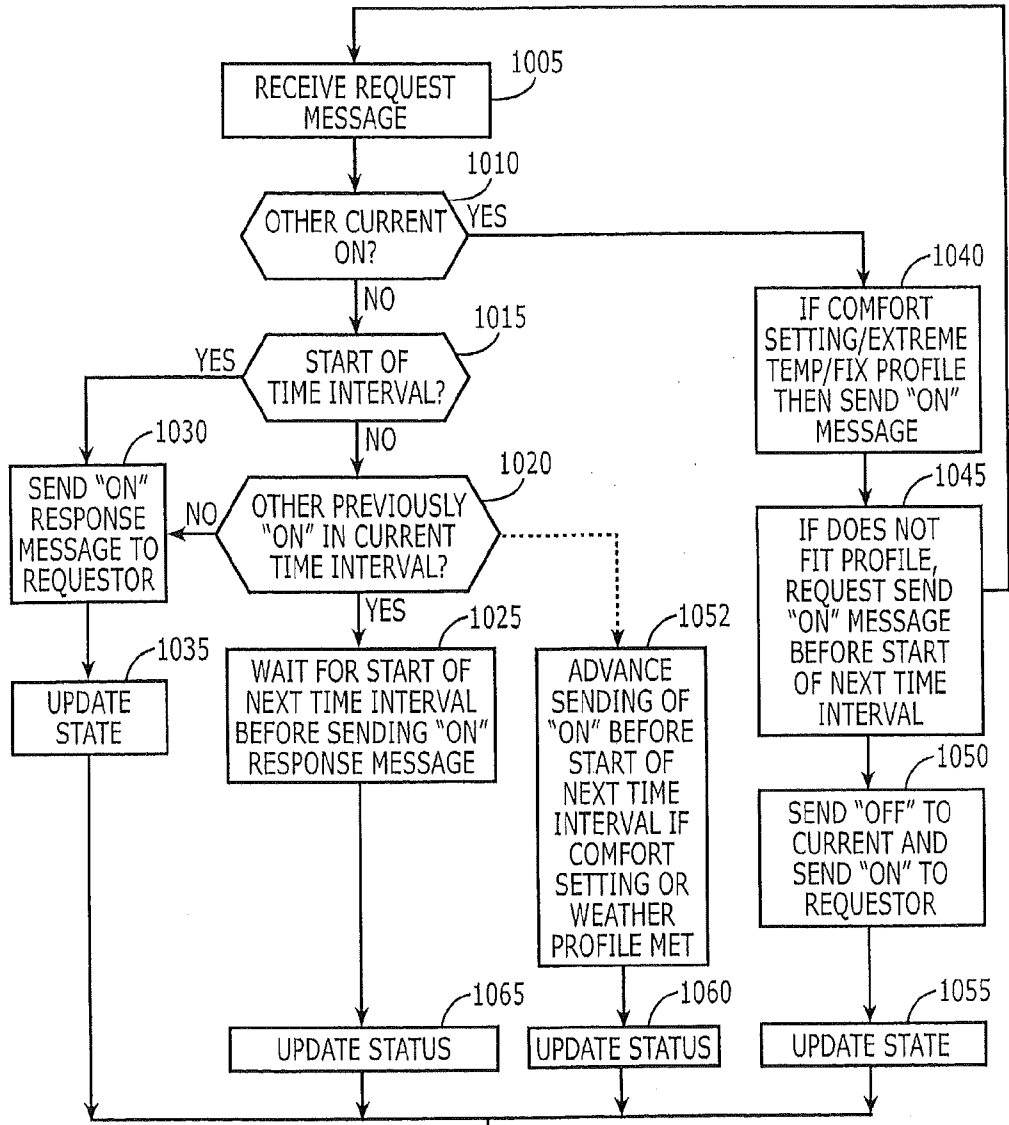 1005
RECEIVE REQUEST
MESSAGE
1010
OTHER CURRENT
ON?
YES
NO
1015
START OF
TIME INTERVAL?
YES
NO
1020
OTHER PREVIOUSLY
"ON" IN CURRENT
TIME INTERVAL?
NO
YES
1030
SEND "ON"
RESPONSE
MESSAGE TO
REQUESTOR
1035
UPDATE
STATE
1025
WAIT FOR START OF
NEXT TIME INTERVAL
BEFORE SENDING "ON"
RESPONSE MESSAGE
1065
UPDATE STATUS
1052
ADVANCE
SENDING OF
"ON" BEFORE
START OF
NEXT TIME
INTERVAL IF
COMFORT
SETTING OR
WEATHER
PROFILE MET
1060
UPDATE STATUS
1040
IF COMFORT
SETTING/EXTREME
TEMP/FIX PROFILE
THEN SEND "ON"
MESSAGE
1045
IF DOES NOT
FIT PROFILE,
REQUEST SEND
"ON" MESSAGE
BEFORE START
OF NEXT TIME
INTERVAL
1050
SEND "OFF" TO
CURRENT AND
SEND "ON" TO
REQUESTOR
1055
UPDATE STATE